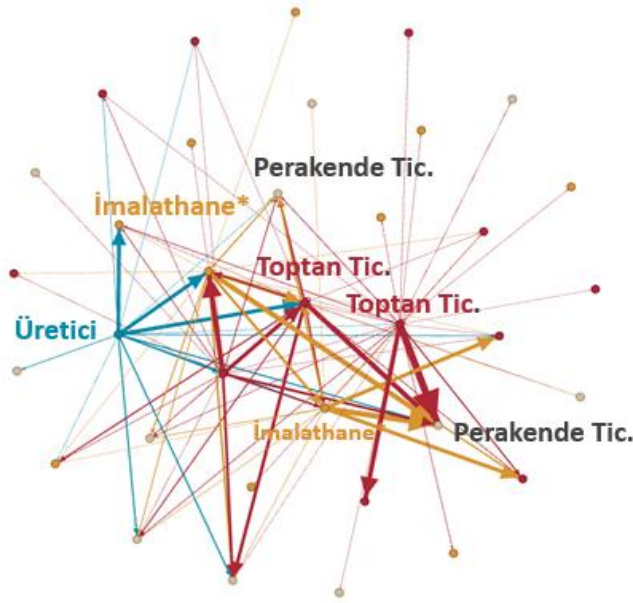 Perakende Tic.
İmalathane*
Toptan Tic.
Toptan Tic.
Üretici
İmalathane*
Perakende Tic.